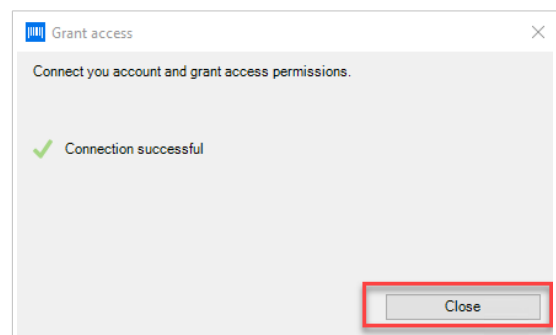 Grant access
Connect you account and grant access permissions.
Connection successful
Close